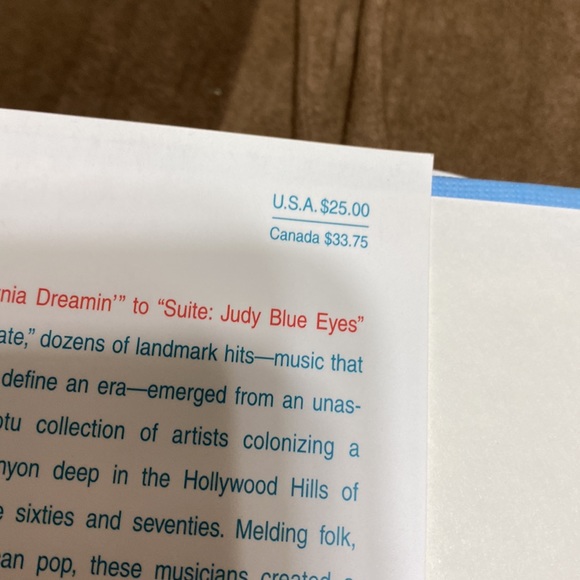 U.S.A. $25.00
Canada $33.75
nia Dreamin'” to “Suite: Judy Blue Eyes”
ate,” dozens of landmark hits—music that
define an era—emerged from an unas-
ptu collection of artists colonizing a
nyon deep in the Hollywood Hills of
e sixties and seventies. Melding folk,
an pop, these musicians created a